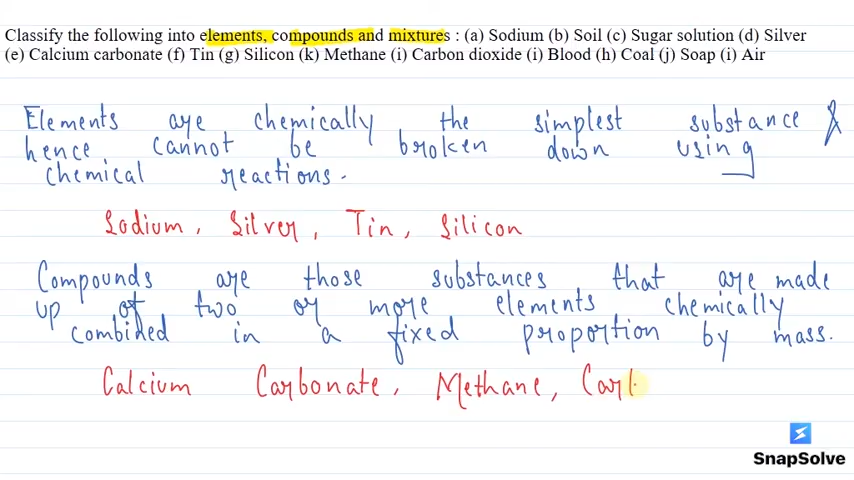 Classify the following into elements, compounds and mixtures : (a) Sodium (b) Soil (c) Sugar solution (d) Silver
(e) Calcium carbonate (f) Tin (g) Silicon (k) Methane (i) Carbon dioxide (i) Blood (h) Coal (j) Soap (i) Air
Elements are chemically the simplest substance &
hence cannot be broken down using
chemical reactions.
Sodium, Silver, Tin, Silicon
Compounds are those substances that are made
up of two or more elements chemically
combined in a fixed proportion by mass.
Calcium Carbonate, Methane, Carb
SnapSolve